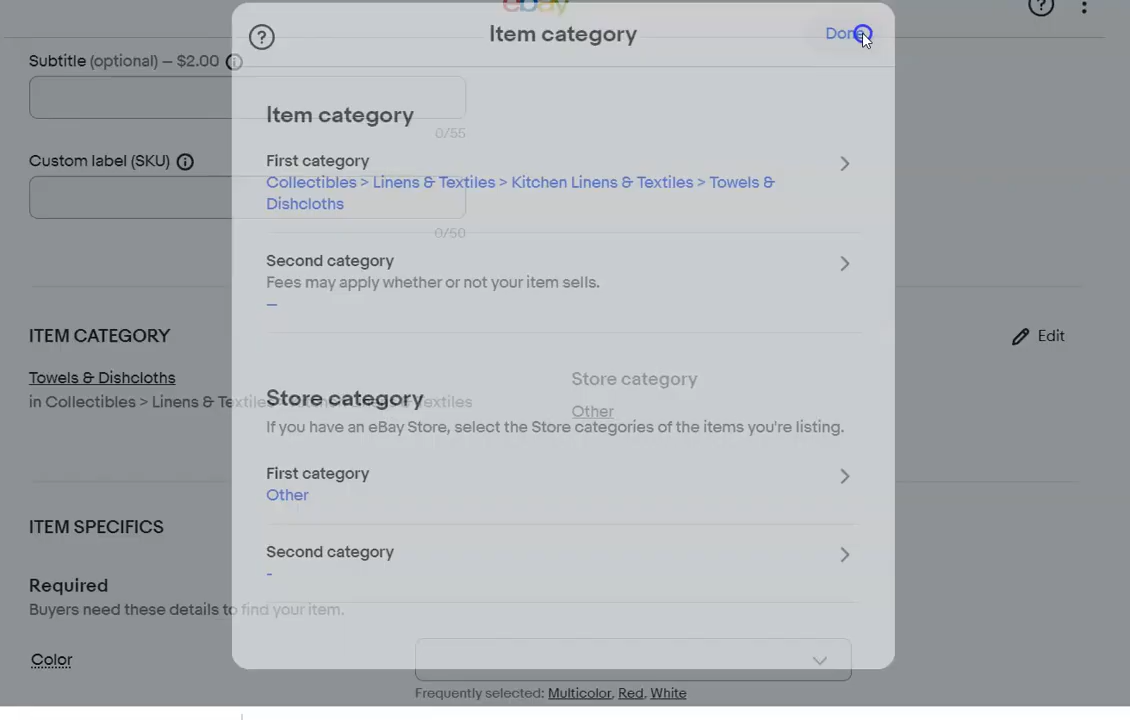 ebay
Item category
Done
Subtitle (optional) – $2.00
0/55
Custom label (SKU)
0/50
Item category
First category
Collectibles > Linens & Textiles > Kitchen Linens & Textiles > Towels &
Dishcloths
Second category
Fees may apply whether or not your item sells.
–
ITEM CATEGORY
Edit
Towels & Dishcloths
in Collectibles > Linens & Textiles > Kitchen Linens & Textiles
Store category
Other
Store category
If you have an eBay Store, select the Store categories of the items you're listing.
First category
Other
Second category
-
ITEM SPECIFICS
Required
Buyers need these details to find your item.
Color
Frequently selected: Multicolor, Red, White